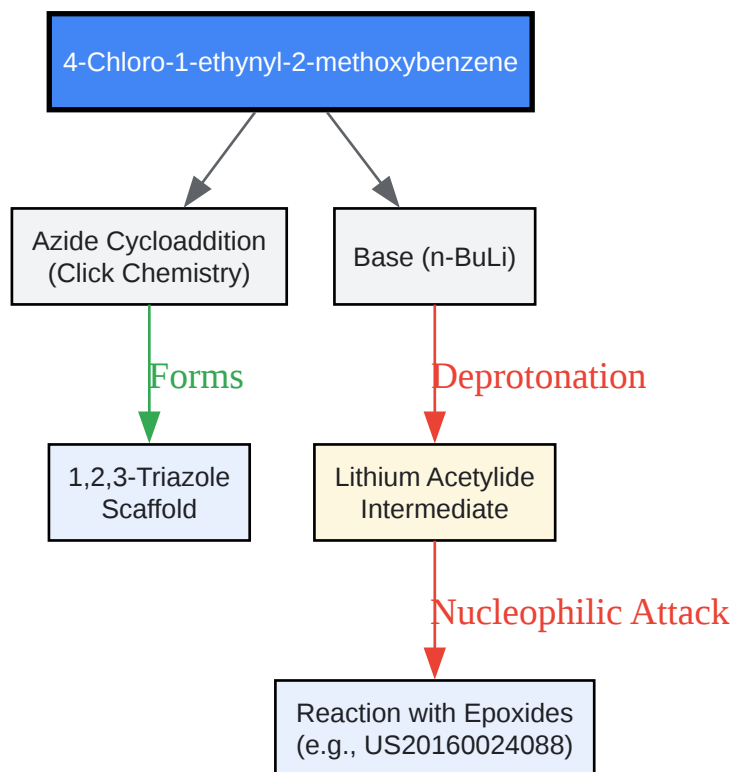 4-Chloro-1-ethynyl-2-methoxybenzene
Azide Cycloaddition
(Click Chemistry)
Base (n-BuLi)
Forms
Deprotonation
1,2,3-Triazole
Scaffold
Lithium Acetylide
Intermediate
Nucleophilic Attack
Reaction with Epoxides
(e.g., US20160024088)